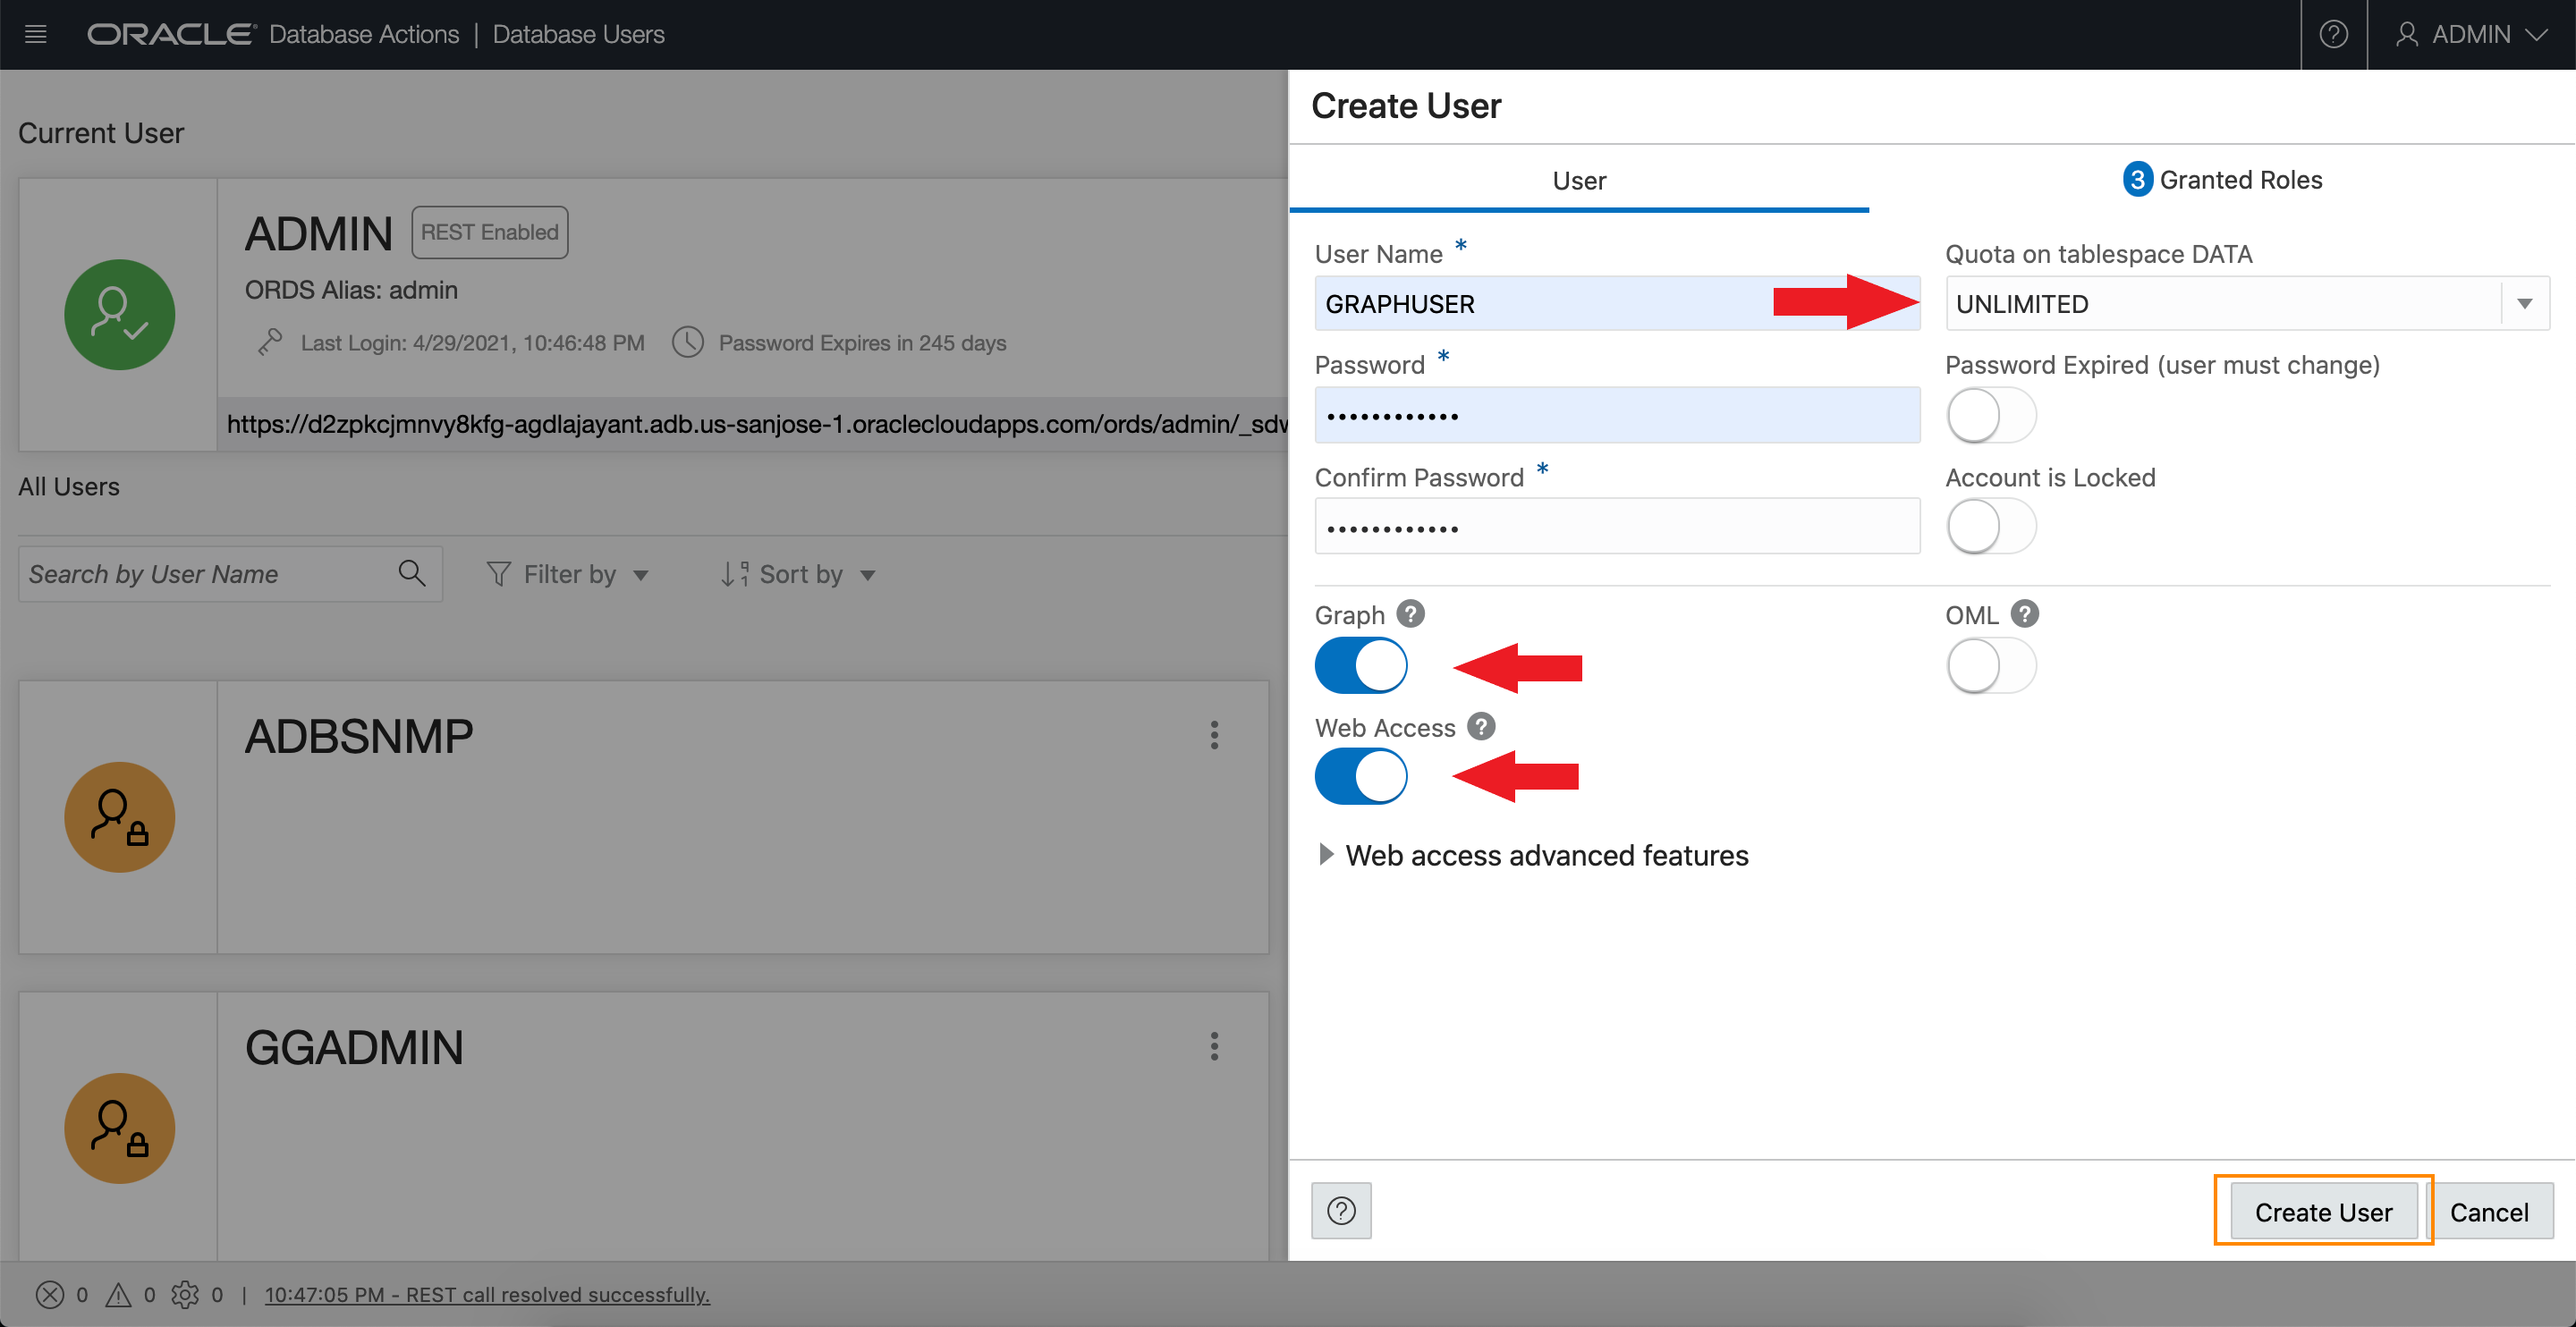 ORACLE Database Actions | Database Users
ADMIN
Current User
ADMIN
REST Enabled
ORDS Alias: admin
Last Login: 4/29/2021, 10:46:48 PM
Password Expires in 245 days
https://d2zpkcjmnvy8kfg-agdlajayant.adb.us-sanjose-1.oraclecloudapps.com/ords/admin/_sdw
All Users
Search by User Name
Filter by
Sort by
ADBSNMP
GGADMIN
0
0
0
| 10:47:05 PM - REST call resolved successfully.
Create User
User
3 Granted Roles
User Name *
Quota on tablespace DATA
GRAPHUSER
UNLIMITED
Password *
Password Expired (user must change)
••••••••••••
Confirm Password *
Account is Locked
••••••••••••
Graph ?
OML ?
Web Access ?
Web access advanced features
?
Create User
Cancel